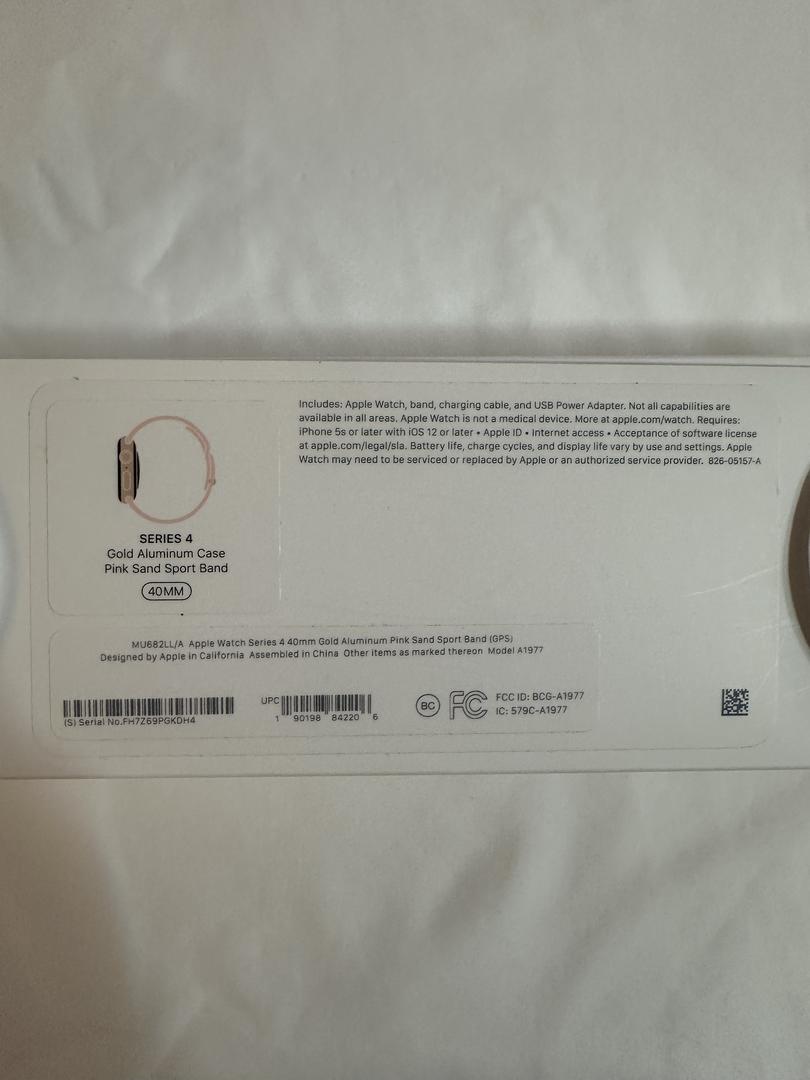 Includes: Apple Watch, band, charging cable, and USB Power Adapter. Not all capabilities are
available in all areas. Apple Watch is not a medical device. More at apple.com/watch. Requires:
iPhone 5s or later with iOS 12 or later • Apple ID • Internet access • Acceptance of software license
at apple.com/legal/sla. Battery life, charge cycles, and display life vary by use and settings. Apple
Watch may need to be serviced or replaced by Apple or an authorized service provider. 826-05157-A
SERIES 4
Gold Aluminum Case
Pink Sand Sport Band
40MM
MU682LL/A Apple Watch Series 4 40mm Gold Aluminum Pink Sand Sport Band (GPS)
Designed by Apple in California Assembled in China Other items as marked thereon Model A1977
(S) Serial No.FH7Z69PGKDH4
UPC
1 90198 84220 6
BC
FC
FCC ID: BCG-A1977
IC: 579C-A1977